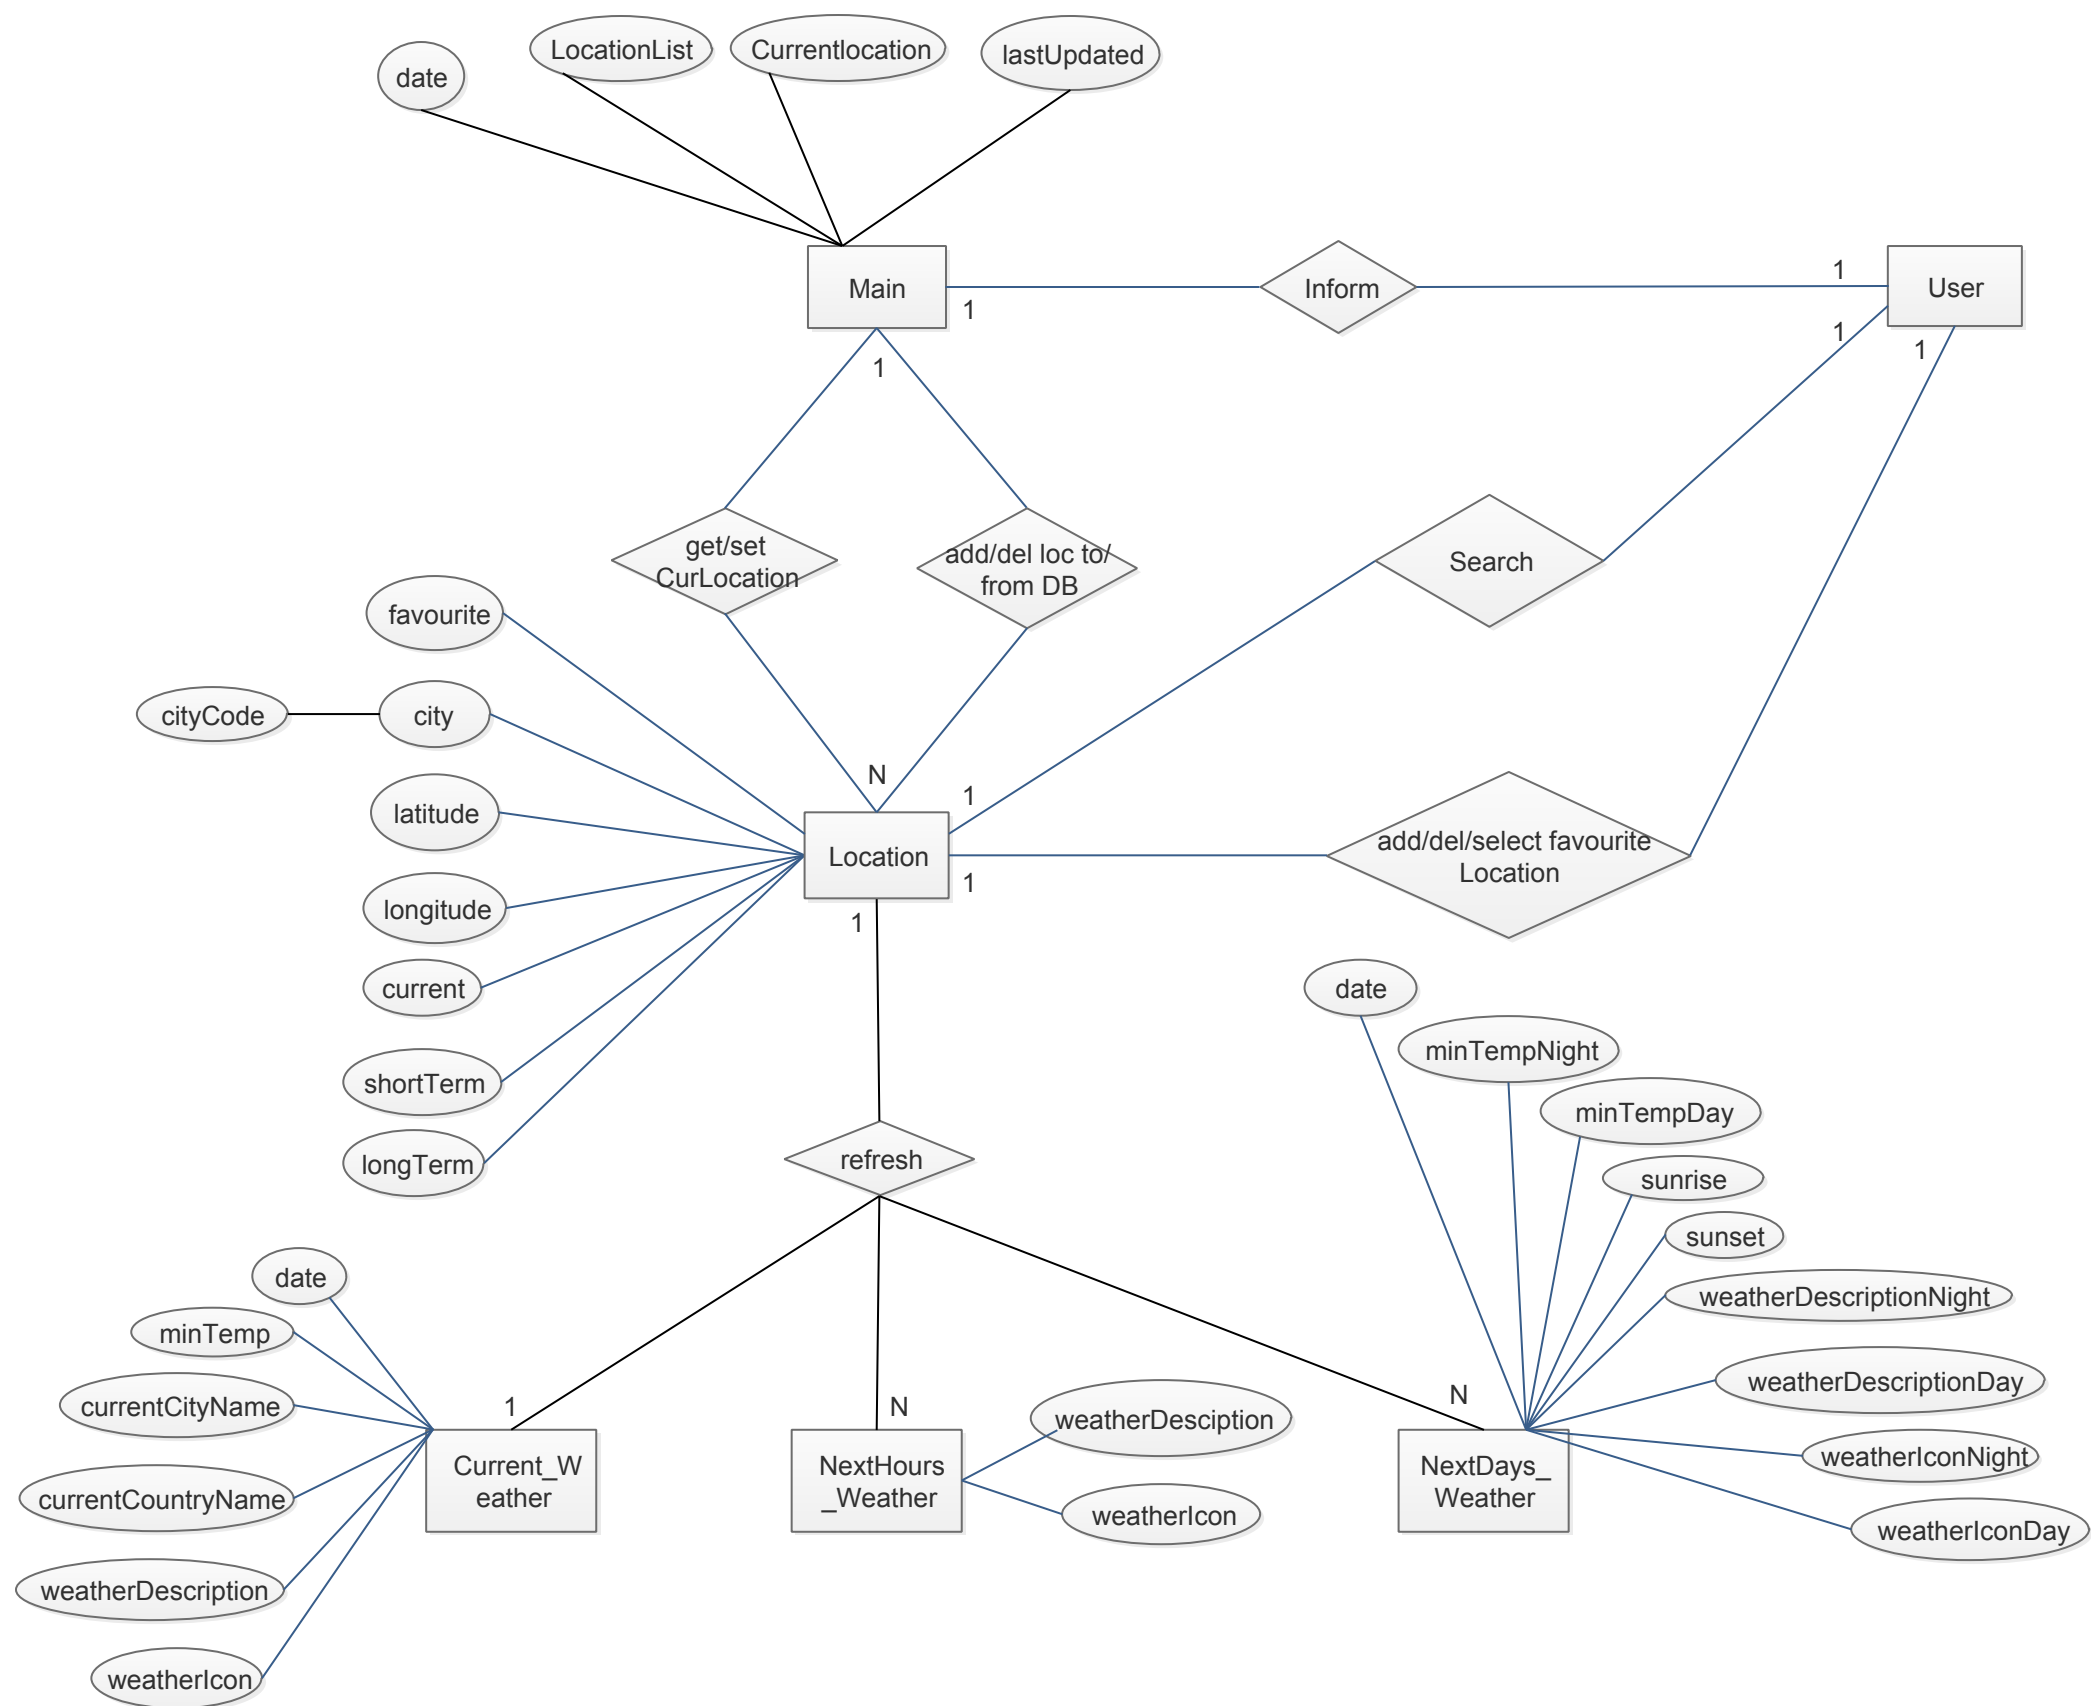 LocationList
Currentlocation
lastUpdated
date
Main
1
Inform
1
User
1
1
1
get/set
CurLocation
add/del loc to/
from DB
Search
favourite
cityCode
city
N
1
latitude
Location
add/del/select favourite
Location
1
longitude
1
current
date
minTempNight
shortTerm
minTempDay
longTerm
refresh
sunrise
sunset
date
weatherDescriptionNight
minTemp
weatherDescriptionDay
currentCityName
1
N
weatherDesciption
N
Current_W
eather
NextHours
_Weather
NextDays_
Weather
weatherIconNight
currentCountryName
weatherIcon
weatherIconDay
weatherDescription
weatherIcon